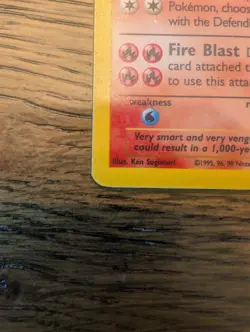 Pokémon, choos
with the Defendi
Fire Blast D
card attached t
to use this atta
weakness
Very smart and very venge
could result in a 1,000-ye
Illus. Ken Sugimori
©1995, 96, 98 Ninte